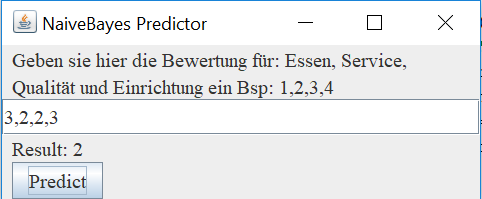 NaiveBayes Predictor
Geben sie hier die Bewertung für: Essen, Service,
Qualität und Einrichtung ein Bsp: 1,2,3,4
3,2,2,3
Result: 2
Predict